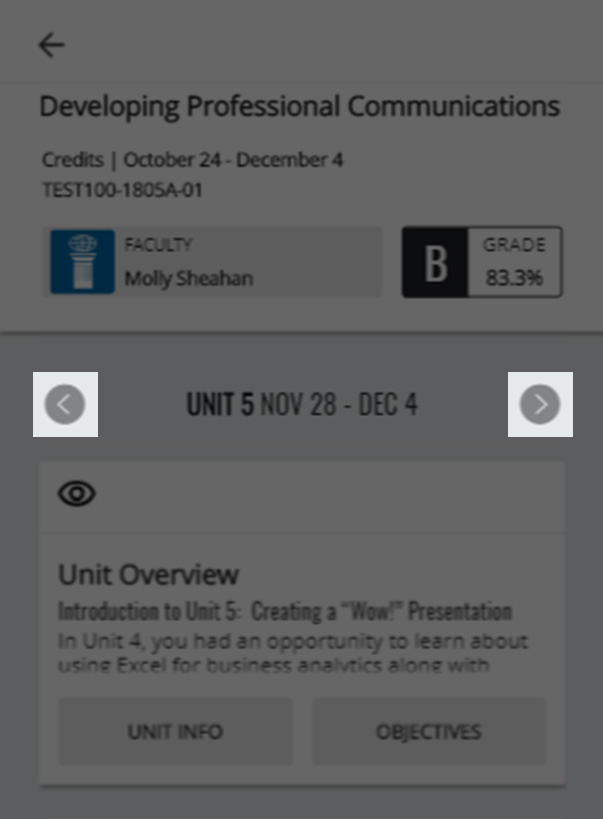 Developing Professional Communications
Credits | October 24 - December 4
TEST100-1805A-01
FACULTY
Molly Sheahan
B
GRADE
83.3%
UNIT 5 NOV 28 - DEC 4
Unit Overview
Introduction to Unit 5: Creating a “Wow!” Presentation
In Unit 4, you had an opportunity to learn about
using Excel for business analytics along with
UNIT INFO
OBJECTIVES